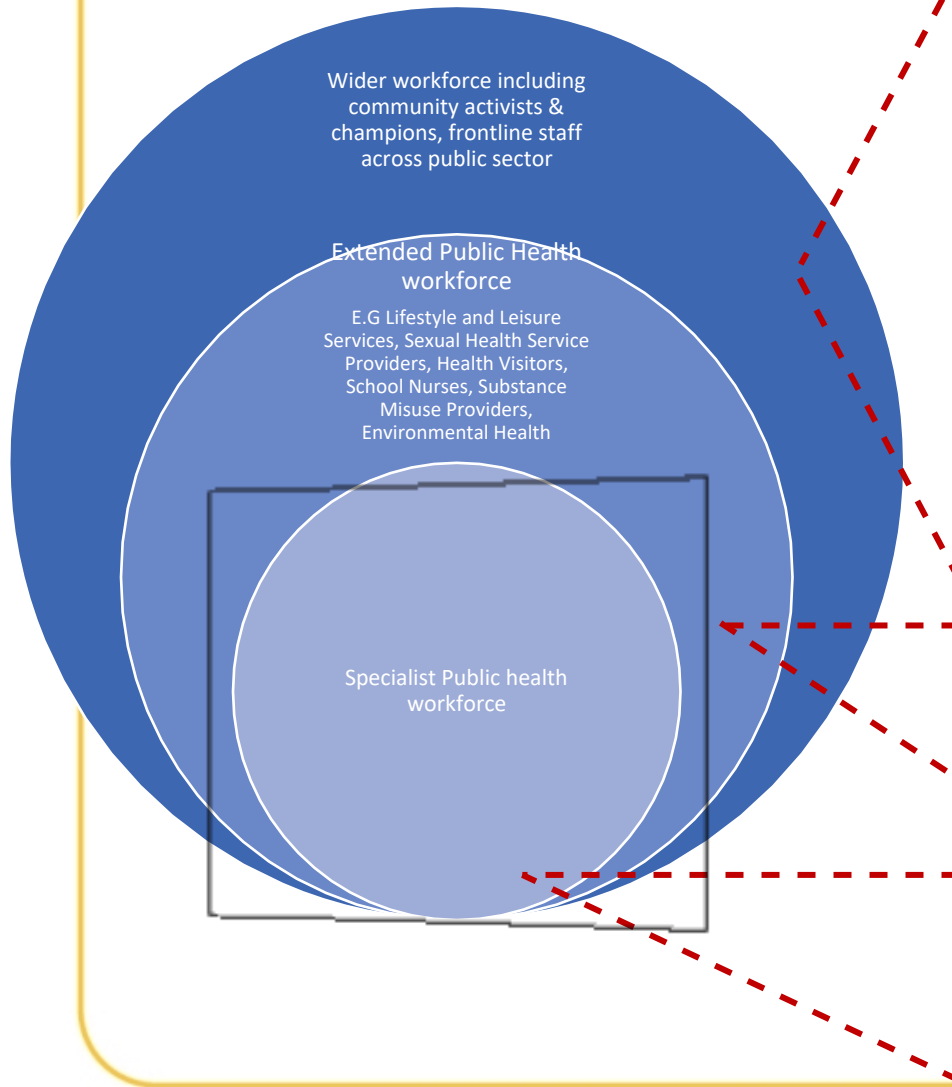 Wider workforce including
community activists &
champions, frontline staff
across public sector
Extended Public Health
workforce
E.G Lifestyle and Leisure
Services, Sexual Health Service
Providers, Health Visitors,
School Nurses, Substance
Misuse Providers,
Environmental Health
Specialist Public health
workforce